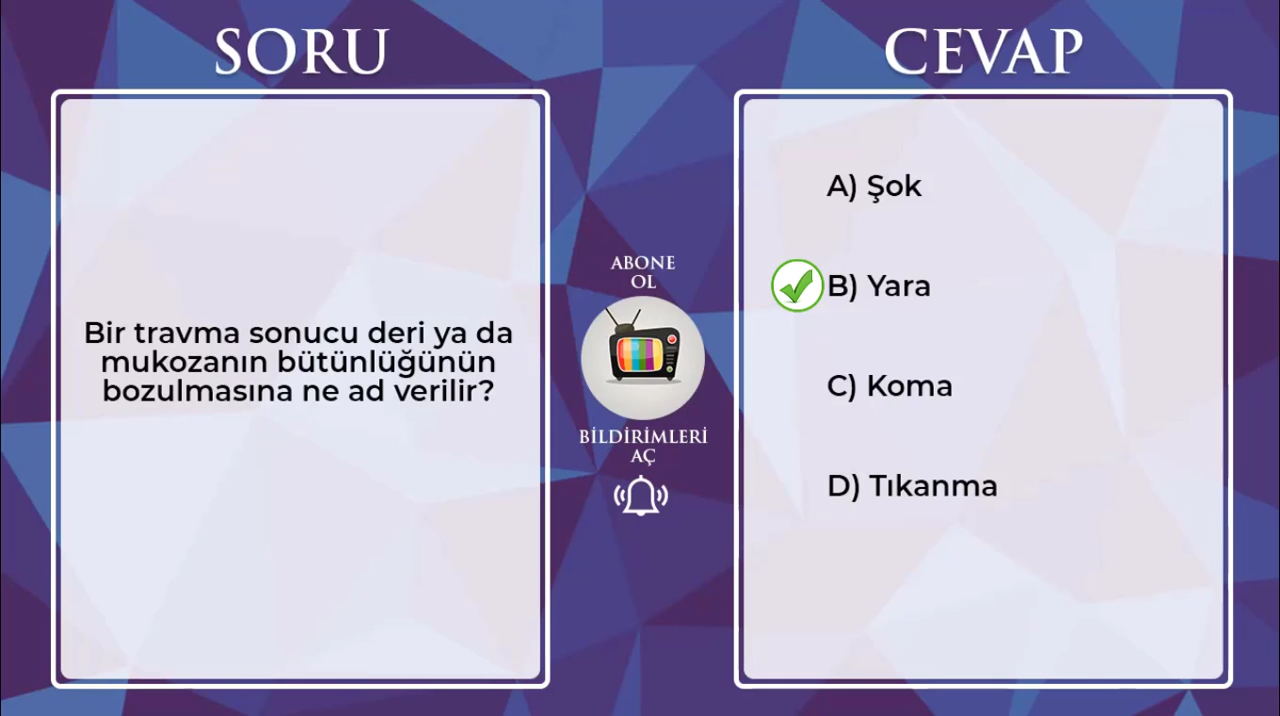 SORU
Bir travma sonucu deri ya da
mukozanın bütünlüğünün
bozulmasına ne ad verilir?
ABONE
OL
BİLDİRİMLERİ
AÇ
CEVAP
A) Şok
B) Yara
C) Koma
D) Tıkanma